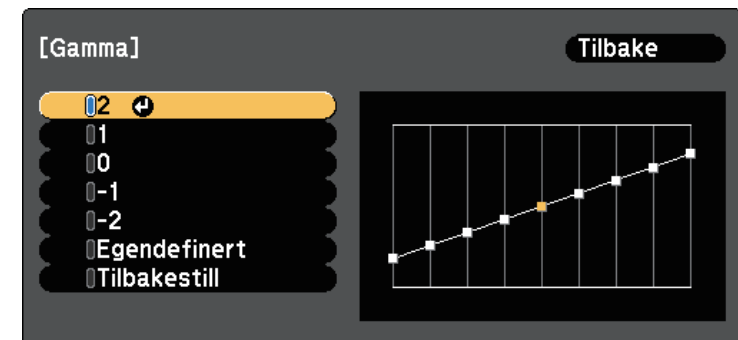 [Gamma]
Tilbake
2
1
0
-1
-2
Egendefinert
Tilbakestill